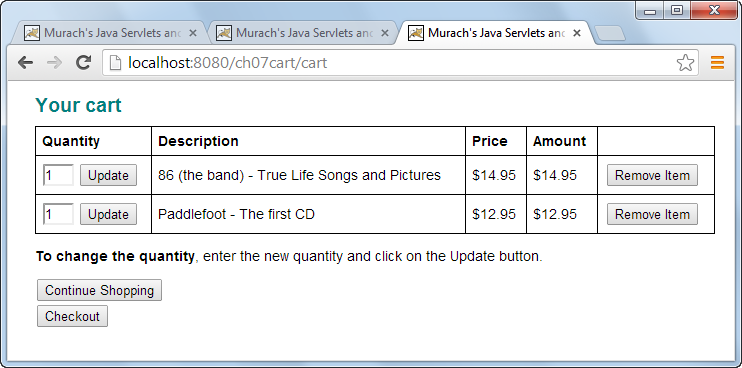 Murach's Java Servlets and Murach's Java Servlets and Murach's Java Servlets and
localhost:8080/ch07cart/cart
Your cart
Quantity Description Price Amount
1 Update 86 (the band) - True Life Songs and Pictures $14.95 $14.95 Remove Item
1 Update Paddlefoot - The first CD $12.95 $12.95 Remove Item
To change the quantity, enter the new quantity and click on the Update button.
Continue Shopping
Checkout